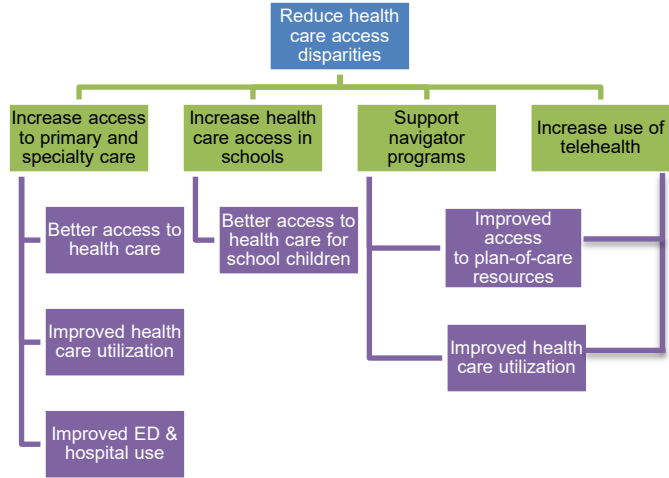 Reduce health
care access
disparities
Increase access
to primary and
specialty care
Increase health
care access in
schools
Support
navigator
programs
Increase use of
telehealth
Better access to
health care
Better access to
health care for
school children
Improved
access
to plan-of-care
resources
Improved health
care utilization
Improved health
care utilization
Improved ED &
hospital use